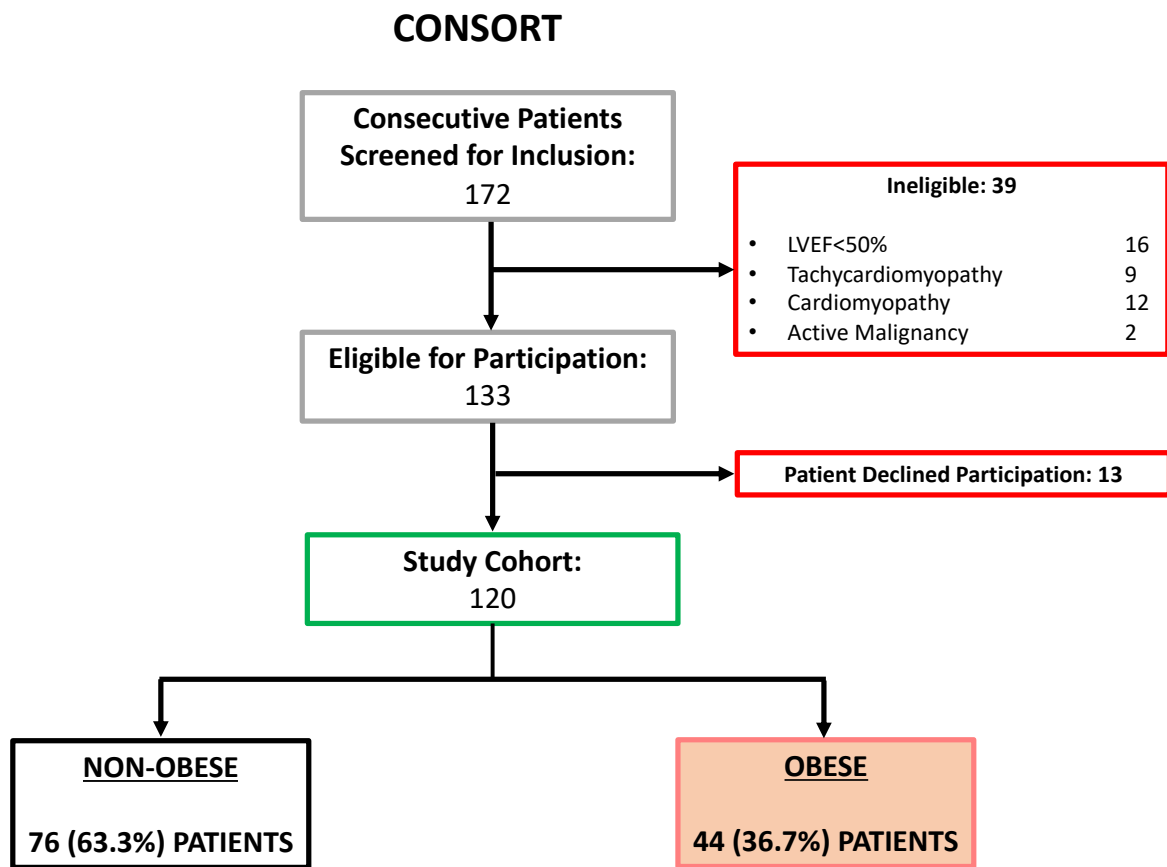 CONSORT
Consecutive Patients
Screened for Inclusion:
172
Ineligible: 39
• LVEF<50% 16
• Tachycardiomyopathy 9
• Cardiomyopathy 12
• Active Malignancy 2
Eligible for Participation:
133
Patient Declined Participation: 13
Study Cohort:
120
NON-OBESE
76 (63.3%) PATIENTS
OBESE
44 (36.7%) PATIENTS